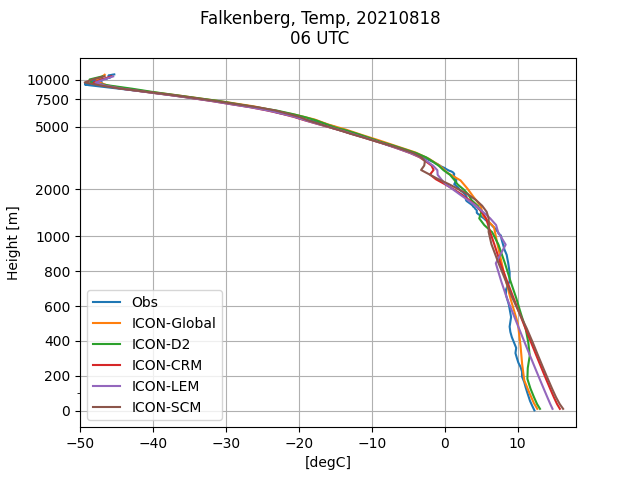 Falkenberg, Temp, 20210818
06 UTC
Height [m]
10000
7500
5000
2000
1000
800
600
400
200
0
Obs
ICON-Global
ICON-D2
ICON-CRM
ICON-LEM
ICON-SCM
−50 −40 −30 −20 −10 0 10
[degC]